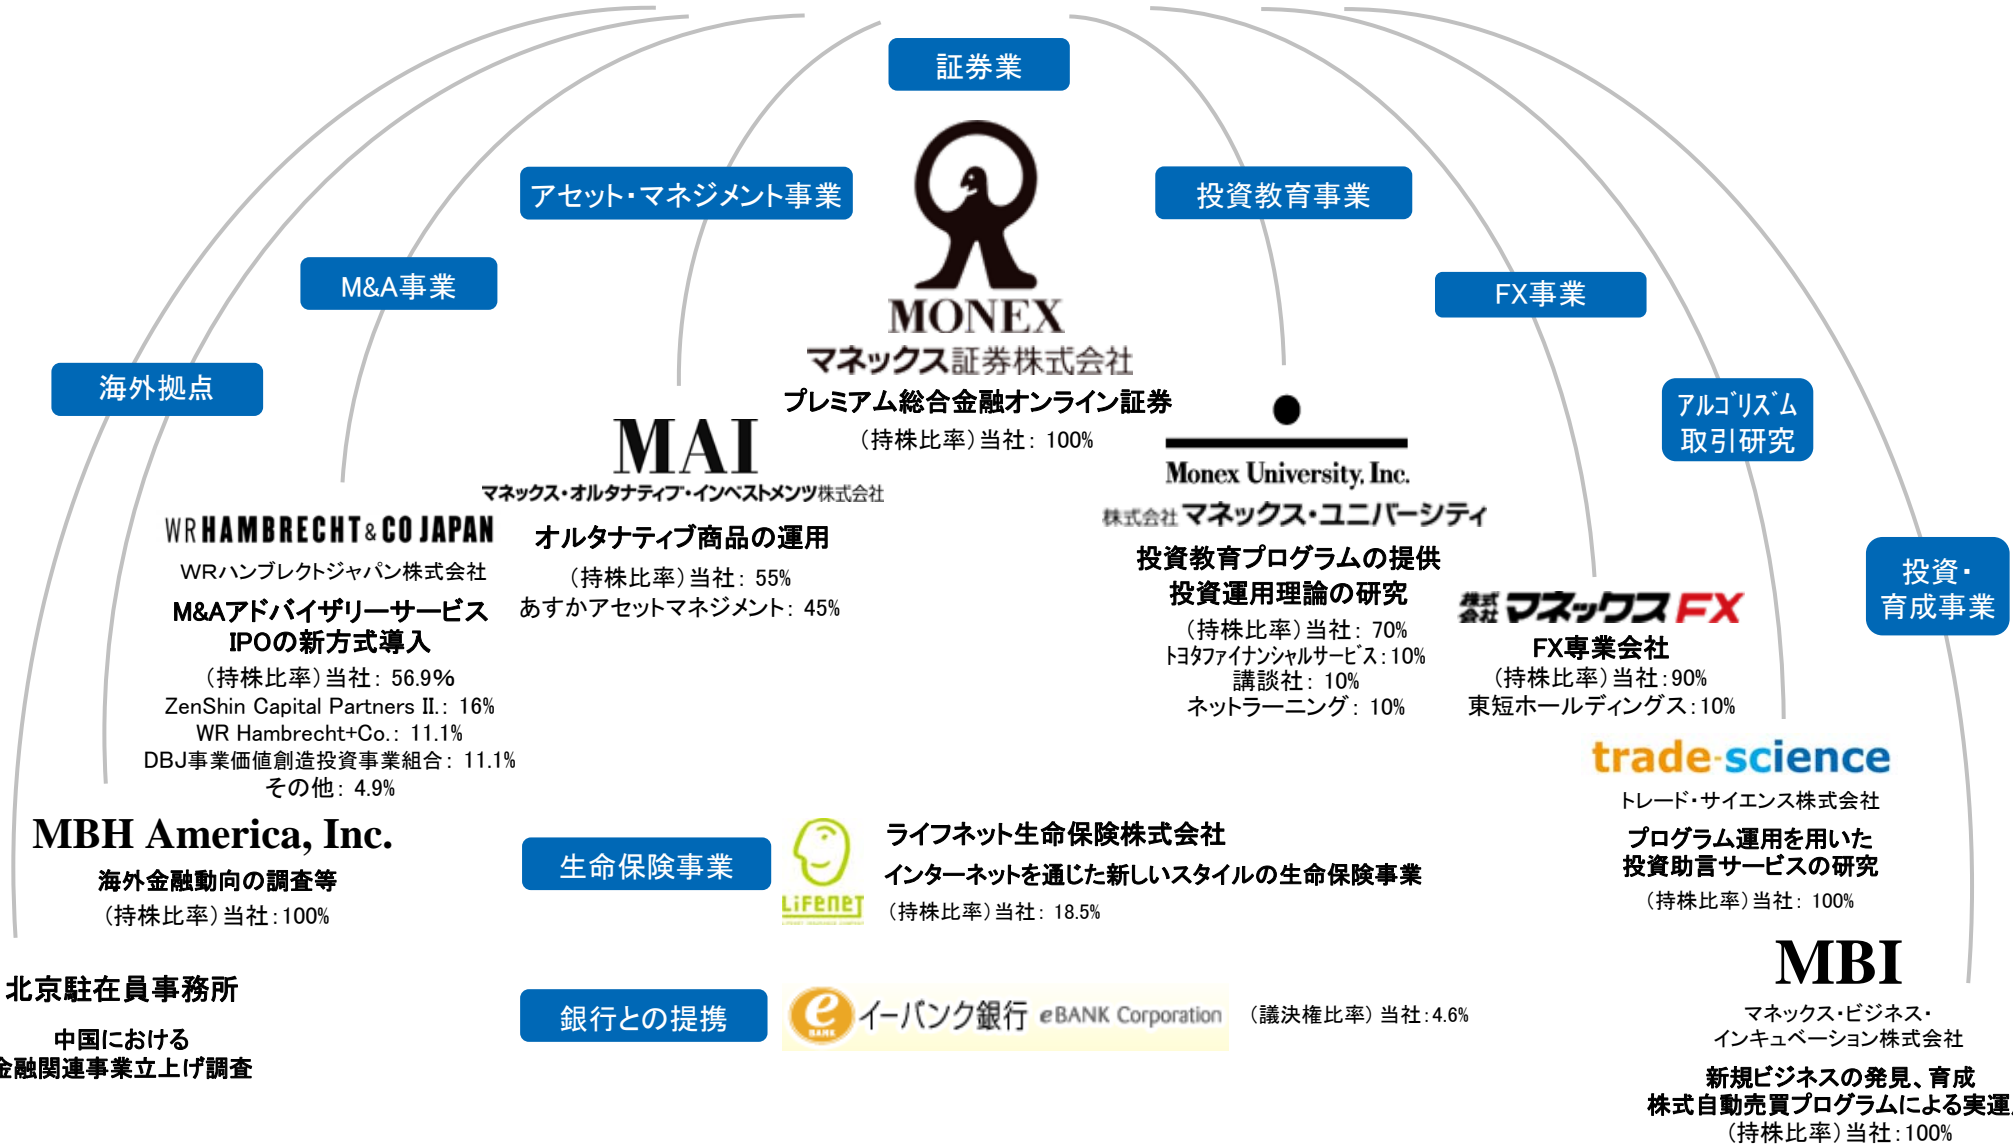 証券業
MONEX
マネックス証券株式会社
プレミアム総合金融オンライン証券
(持株比率)当社: 100%
アセット・マネジメント事業
MAI
マネックス・オルタナティブ・インベストメンツ株式会社
オルタナティブ商品の運用
(持株比率)当社: 55%
あすかアセットマネジメント: 45%
投資教育事業
Monex University, Inc.
株式会社マネックス・ユニバーシティ
投資教育プログラムの提供
投資運用理論の研究
(持株比率)当社: 70%
トヨタファイナンシャルサービス:10%
講談社: 10%
ネットラーニング: 10%
M&A事業
WR HAMBRECHT & CO JAPAN
WRハンブレクトジャパン株式会社
M&Aアドバイザリーサービス
IPOの新方式導入
(持株比率)当社: 56.9%
ZenShin Capital Partners II.: 16%
WR Hambrecht+Co.: 11.1%
DBJ事業価値創造投資事業組合: 11.1%
その他: 4.9%
FX事業
株式会社 マネックスFX
FX専業会社
(持株比率)当社:90%
東短ホールディングス:10%
海外拠点
MBH America, Inc.
海外金融動向の調査等
(持株比率)当社:100%
北京駐在員事務所
中国における
金融関連事業立上げ調査
アルゴリズム
取引研究
trade-science
トレード・サイエンス株式会社
プログラム運用を用いた
投資助言サービスの研究
(持株比率)当社: 100%
投資・
育成事業
MBI
マネックス・ビジネス・
インキュベーション株式会社
新規ビジネスの発見、育成
株式自動売買プログラムによる実運
(持株比率)当社:100%
生命保険事業
LiFENET
ライフネット生命保険株式会社
インターネットを通じた新しいスタイルの生命保険事業
(持株比率)当社: 18.5%
銀行との提携
e BANK
イーバンク銀行 eBANK Corporation
(議決権比率) 当社:4.6%